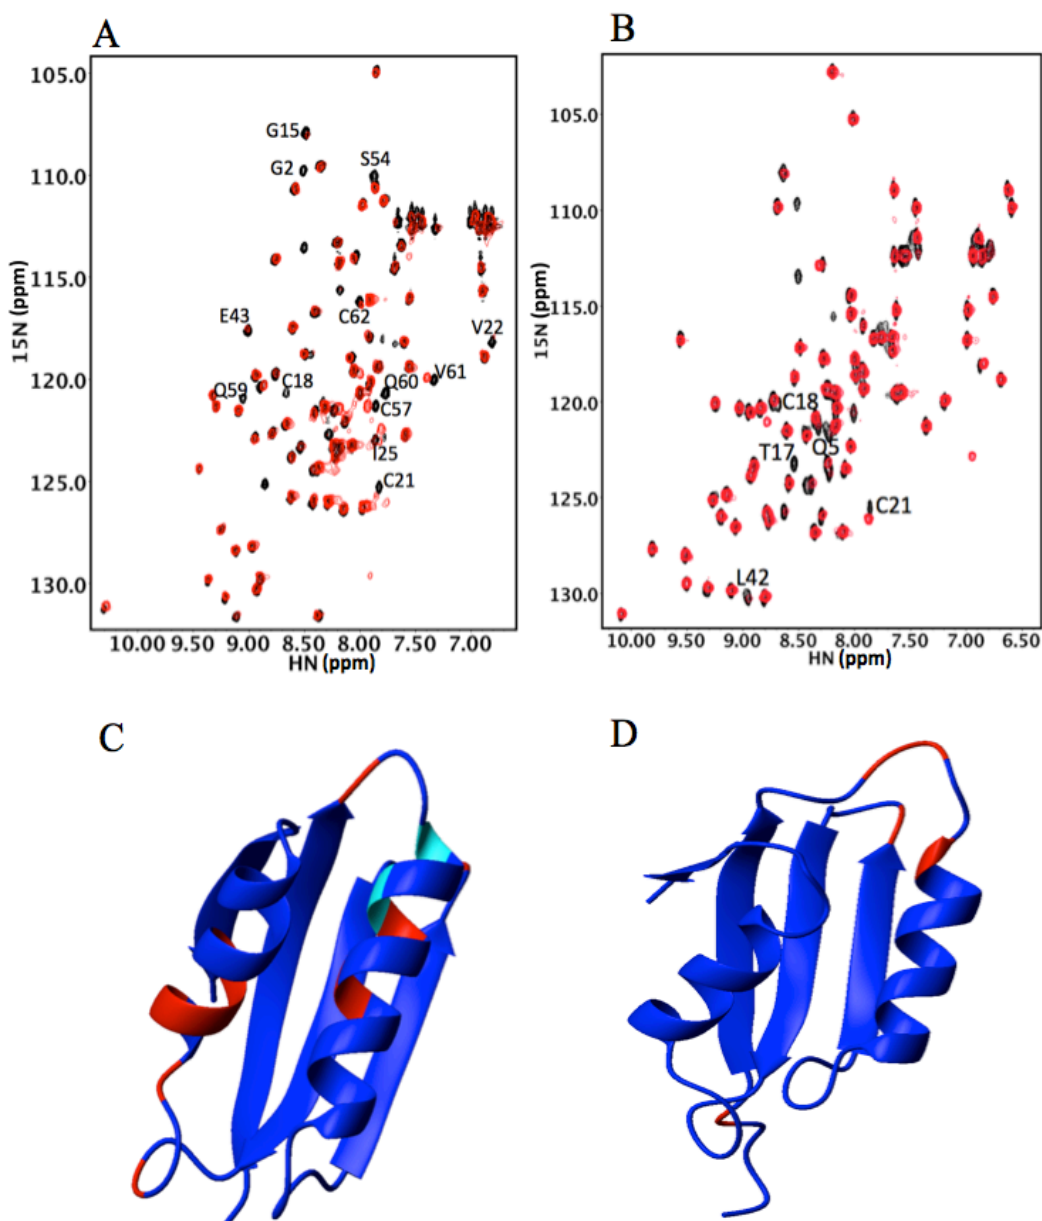 A
B
105.0
110.0
115.0
120.0
125.0
130.0
15N (ppm)
G15
G2
S54
E43
C62
V22
V61
Q59
C18
Q60
C57
I25
C21
10.00 9.50 9.00 8.50 8.00 7.50 7.00
HN (ppm)
105.0
110.0
115.0
120.0
125.0
130.0
15N (ppm)
C18
Q5
T17
C21
L42
10.00 9.50 9.00 8.50 8.00 7.50 7.00 6.50
HN (ppm)
C
D